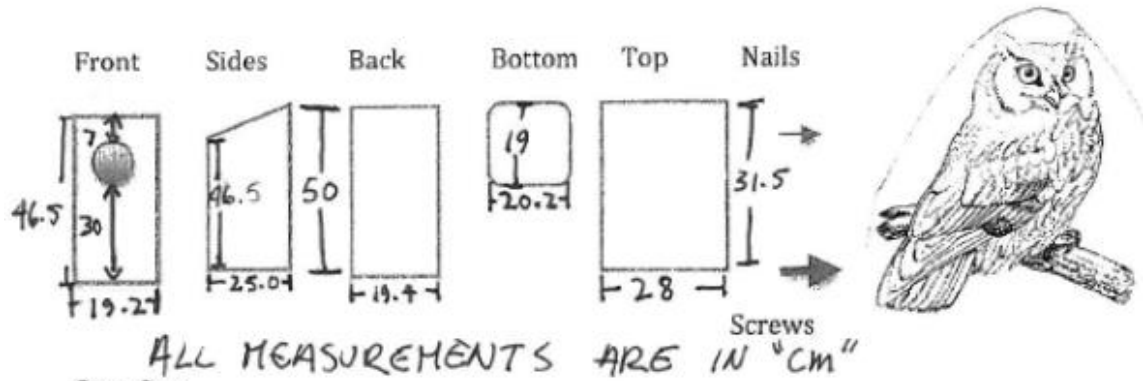 Front Sides Back Bottom Top Nails
7
46.5 30 46.5 50 19 31.5
19.2 25.0 19.4 20.2 28
Screws
ALL MEASUREMENTS ARE IN "Cm"